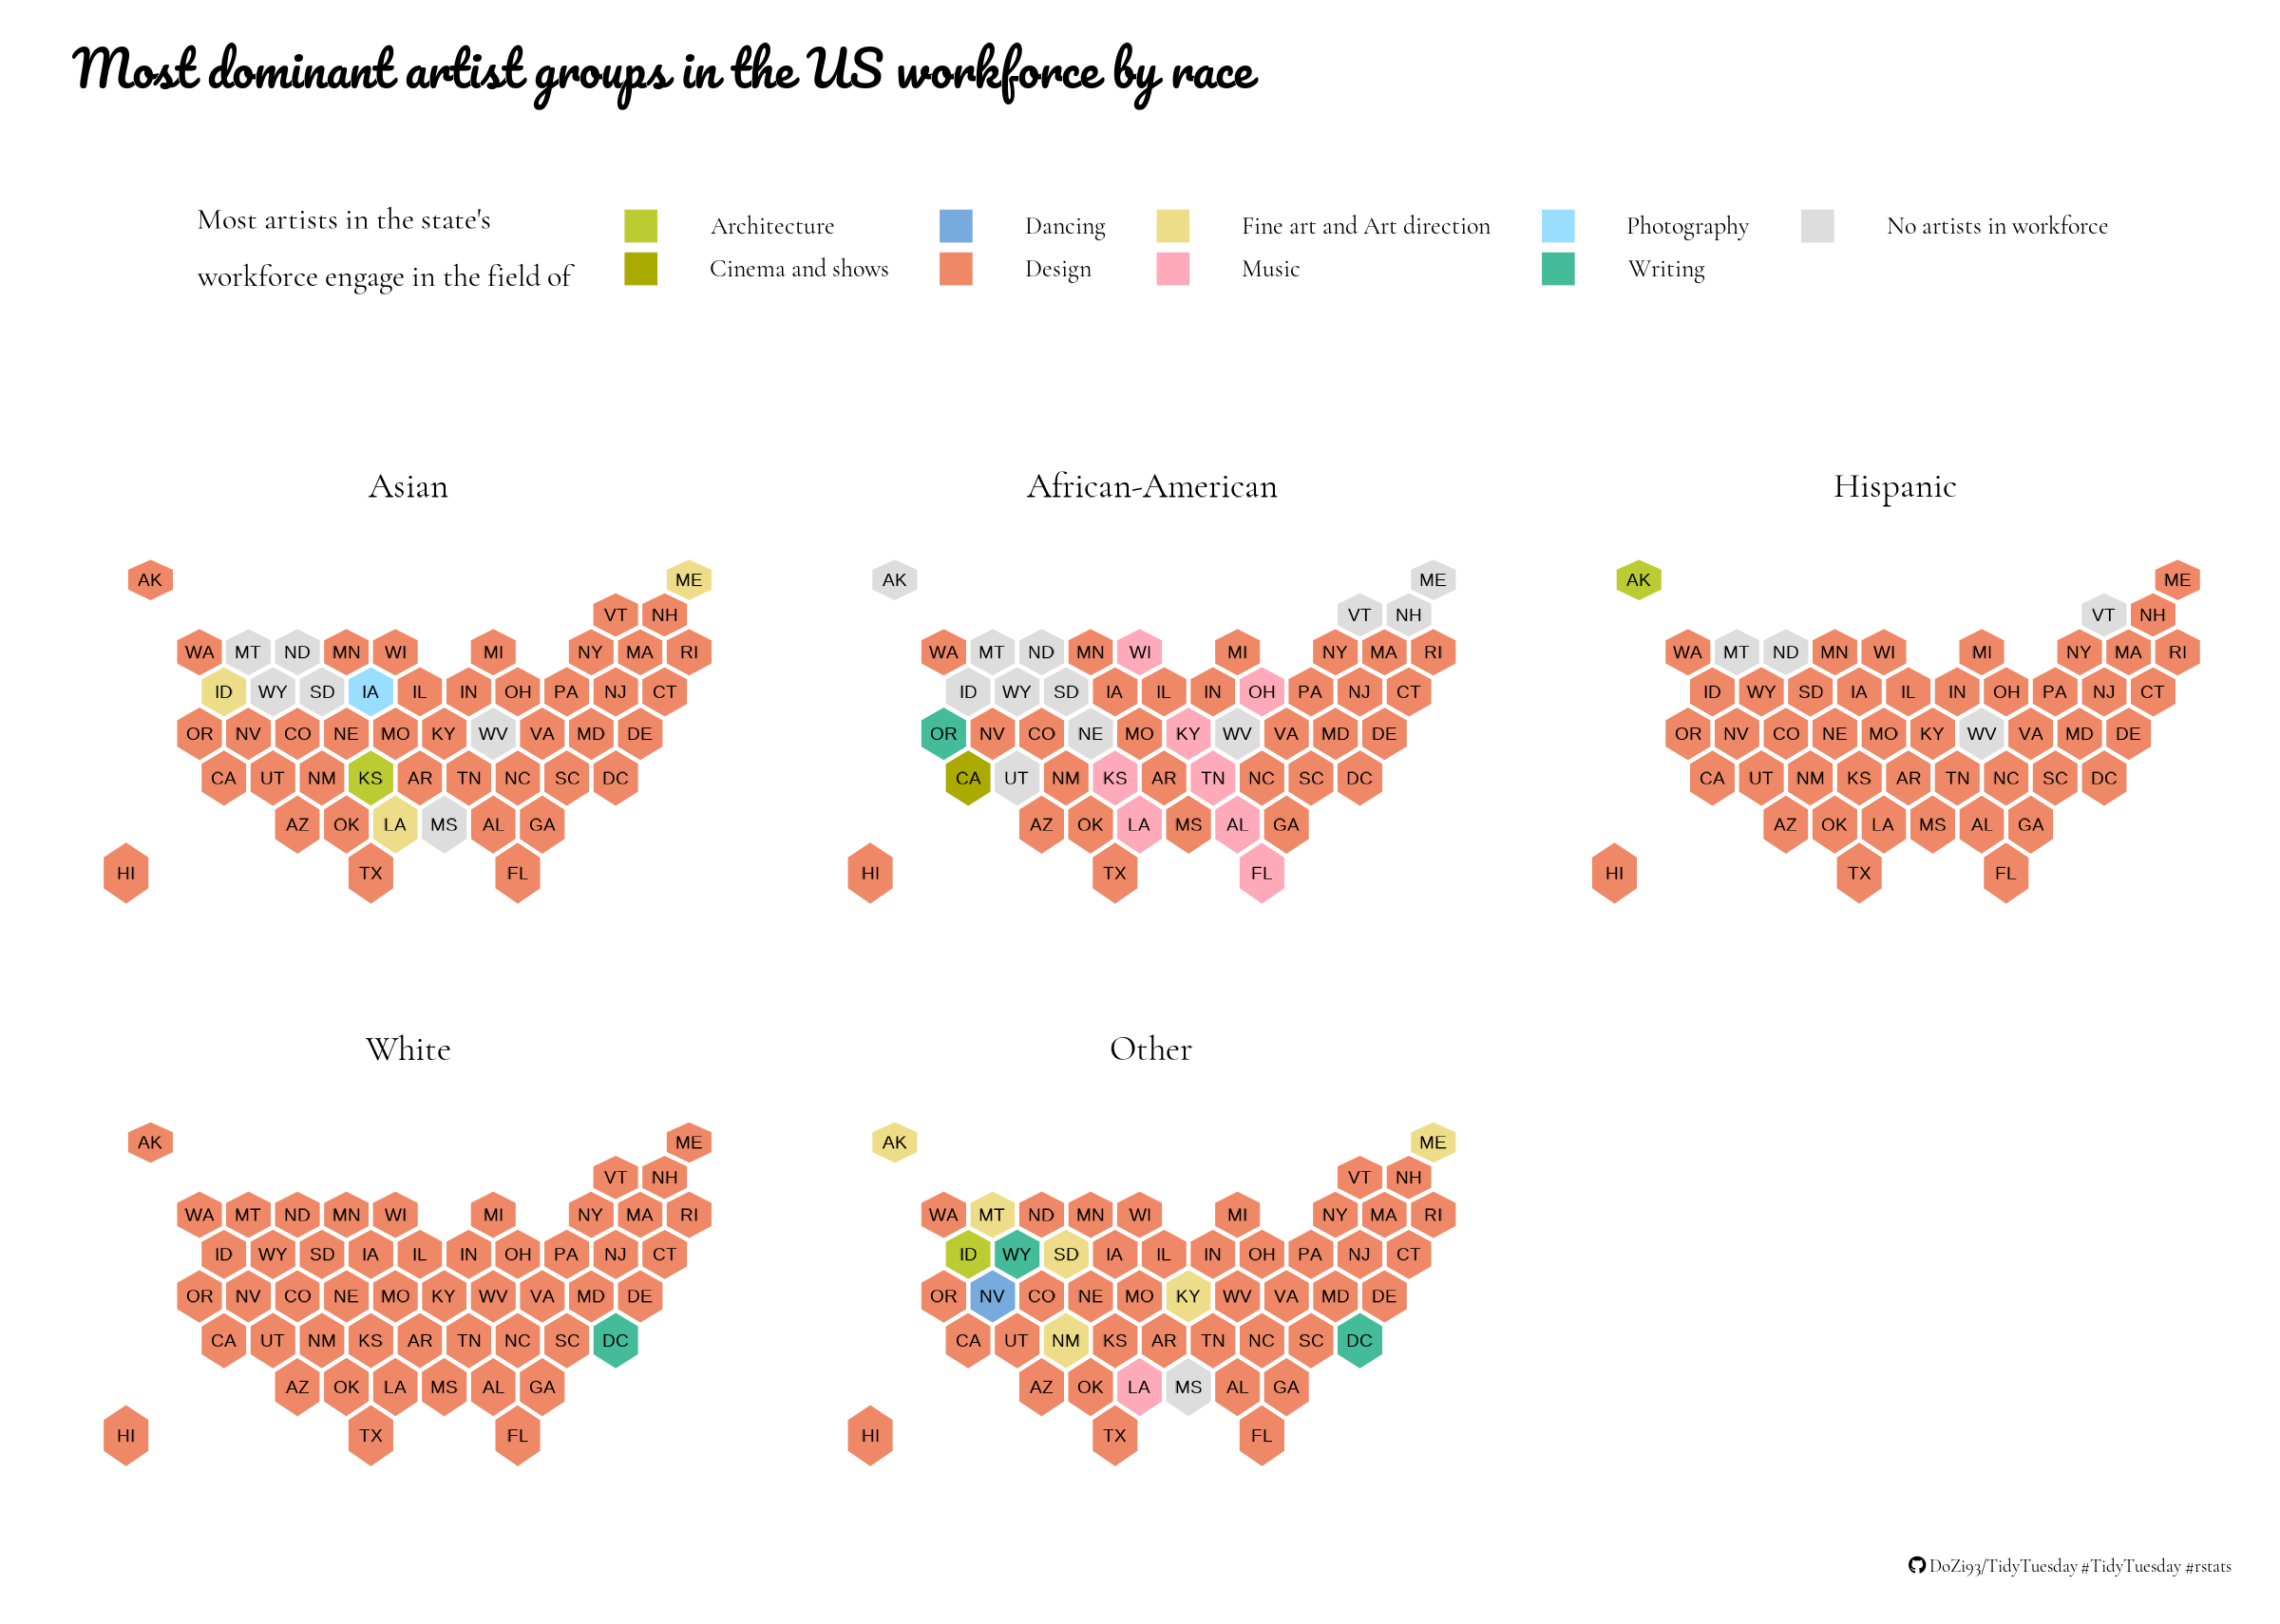 Most dominant artist groups in the US workforce by race
Most artists in the state's
workforce engage in the field of
Architecture Dancing Fine art and Art direction Photography No artists in workforce
Cinema and shows Design Music Writing
Asian African-American Hispanic
AK ME AK ME AK ME
VT NH VT NH VT NH
WA MT ND MN WI MI NY MA RI WA MT ND MN WI MI NY MA RI WA MT ND MN WI MI NY MA RI
ID WY SD IA IL IN OH PA NJ CT ID WY SD IA IL IN OH PA NJ CT ID WY SD IA IL IN OH PA NJ CT
OR NV CO NE MO KY WV VA MD DE OR NV CO NE MO KY WV VA MD DE OR NV CO NE MO KY WV VA MD DE
CA UT NM KS AR TN NC SC DC CA UT NM KS AR TN NC SC DC CA UT NM KS AR TN NC SC DC
AZ OK LA MS AL GA AZ OK LA MS AL GA AZ OK LA MS AL GA
HI TX FL HI TX FL HI TX FL
White Other
AK ME AK ME
VT NH VT NH
WA MT ND MN WI MI NY MA RI WA MT ND MN WI MI NY MA RI
ID WY SD IA IL IN OH PA NJ CT ID WY SD IA IL IN OH PA NJ CT
OR NV CO NE MO KY WV VA MD DE OR NV CO NE MO KY WV VA MD DE
CA UT NM KS AR TN NC SC DC CA UT NM KS AR TN NC SC DC
AZ OK LA MS AL GA AZ OK LA MS AL GA
HI TX FL HI TX FL
DoZi93/TidyTuesday #TidyTuesday #rstats